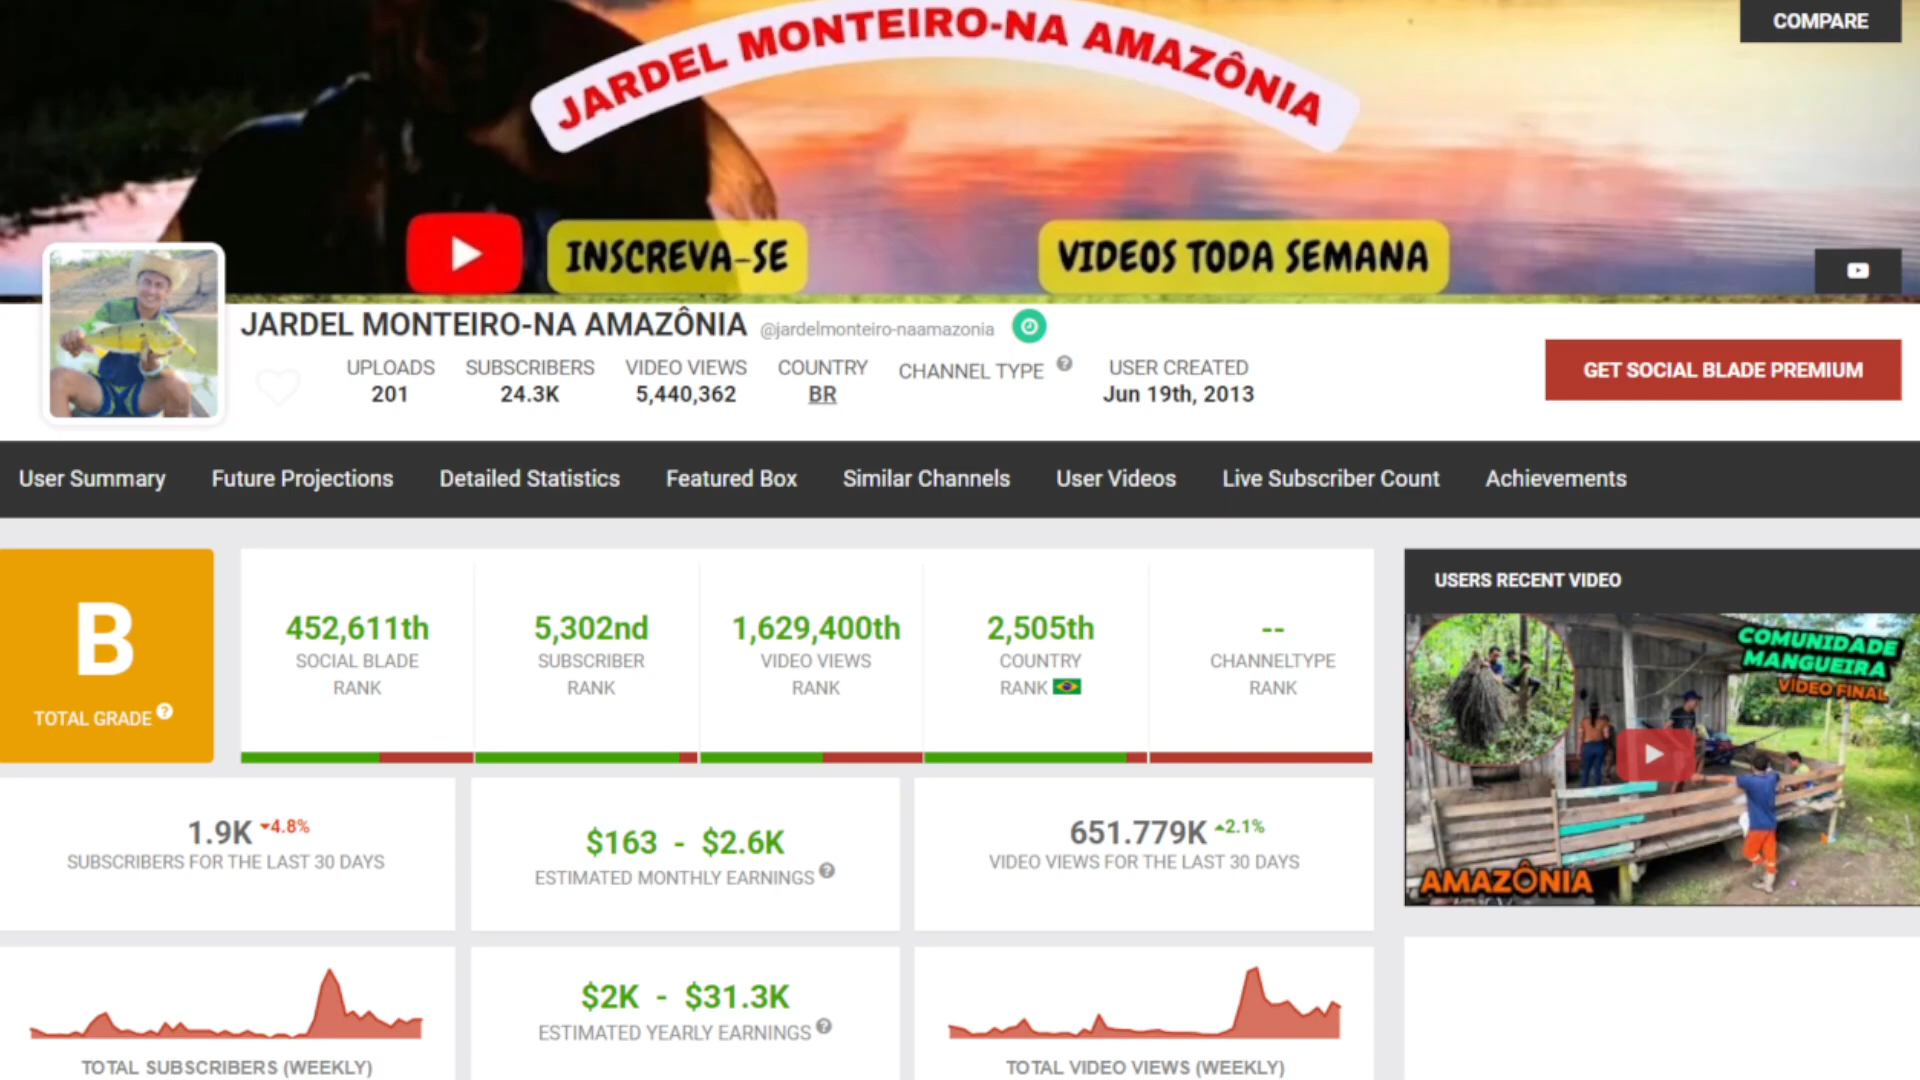 COMPARE
JARDEL MONTEIRO-NA AMAZÔNIA
INSCREVA-SE
VIDEOS TODA SEMANA
JARDEL MONTEIRO-NA AMAZÔNIA @jardelmonteiro-naamazonia
UPLOADS SUBSCRIBERS VIDEO VIEWS COUNTRY CHANNEL TYPE ? USER CREATED
201 24.3K 5,440,362 BR Jun 19th, 2013
GET SOCIAL BLADE PREMIUM
User Summary Future Projections Detailed Statistics Featured Box Similar Channels User Videos Live Subscriber Count Achievements
B
TOTAL GRADE ?
452,611th
SOCIAL BLADE
RANK
5,302nd
SUBSCRIBER
RANK
1,629,400th
VIDEO VIEWS
RANK
2,505th
COUNTRY
RANK
--
CHANNELTYPE
RANK
USERS RECENT VIDEO
COMUNIDADE
MANGUEIRA
VÍDEO FINAL
AMAZÔNIA
1.9K 4.8%
SUBSCRIBERS FOR THE LAST 30 DAYS
$163 - $2.6K
ESTIMATED MONTHLY EARNINGS ?
651.779K 2.1%
VIDEO VIEWS FOR THE LAST 30 DAYS
TOTAL SUBSCRIBERS (WEEKLY)
$2K - $31.3K
ESTIMATED YEARLY EARNINGS ?
TOTAL VIDEO VIEWS (WEEKLY)